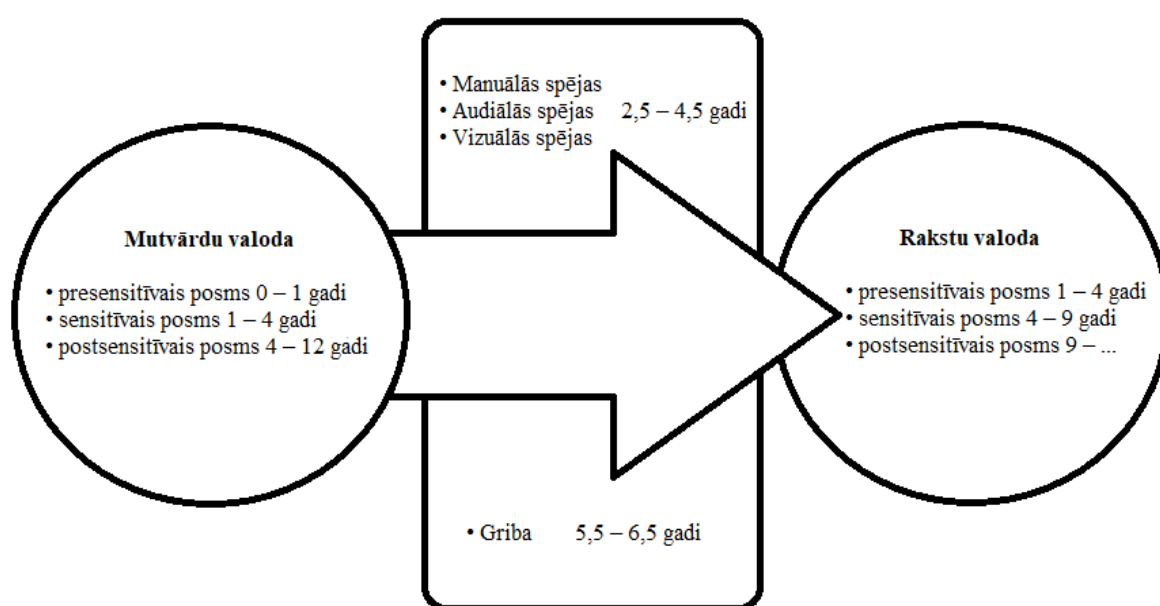 Mutvārdu valoda
• presensitīvais posms 0 – 1 gadi
• sensitīvais posms 1 – 4 gadi
• postsensitīvais posms 4 – 12 gadi
• Manuālās spējas
• Audiālās spējas 2,5 – 4,5 gadi
• Vizuālās spējas
• Griba 5,5 – 6,5 gadi
Rakstu valoda
• presensitīvais posms 1 – 4 gadi
• sensitīvais posms 4 – 9 gadi
• postsensitīvais posms 9 – ...